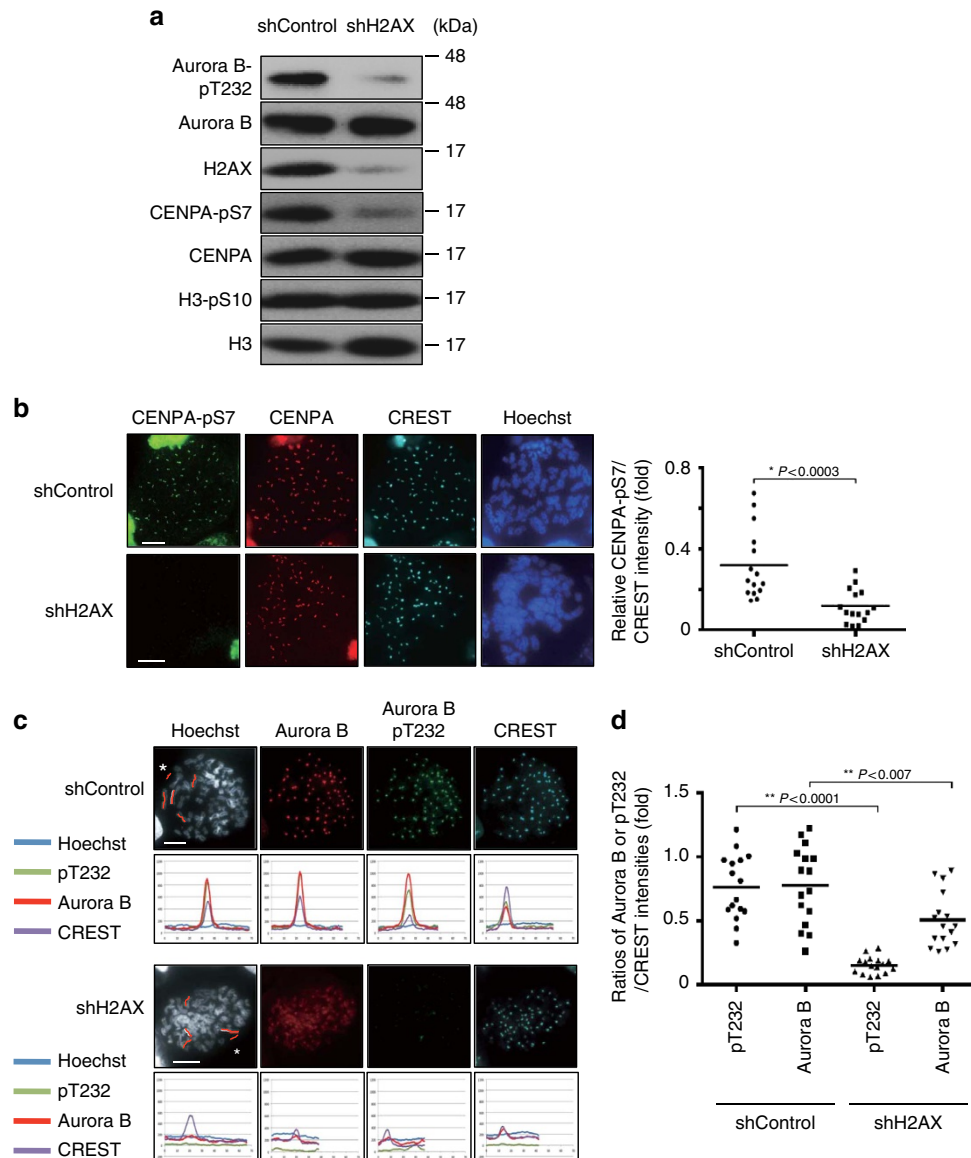 a
shControl shH2AX (kDa)
Aurora B-
pT232
48
Aurora B
48
H2AX
17
CENPA-pS7
17
CENPA
17
H3-pS10
17
H3
17
b
CENPA-pS7 CENPA CREST Hoechst
shControl
shH2AX
Relative CENPA-pS7/
CREST intensity (fold)
0.8
0.4
0
* P<0.0003
shControl shH2AX
c
Hoechst Aurora B Aurora B
pT232 CREST
shControl
*
Hoechst
pT232
Aurora B
CREST
shH2AX
*
Hoechst
pT232
Aurora B
CREST
d
Ratios of Aurora B or pT232
/CREST intensities (fold)
** P<0.007
** P<0.0001
1.5
1.0
0.5
0
pT232
Aurora B
pT232
Aurora B
shControl shH2AX